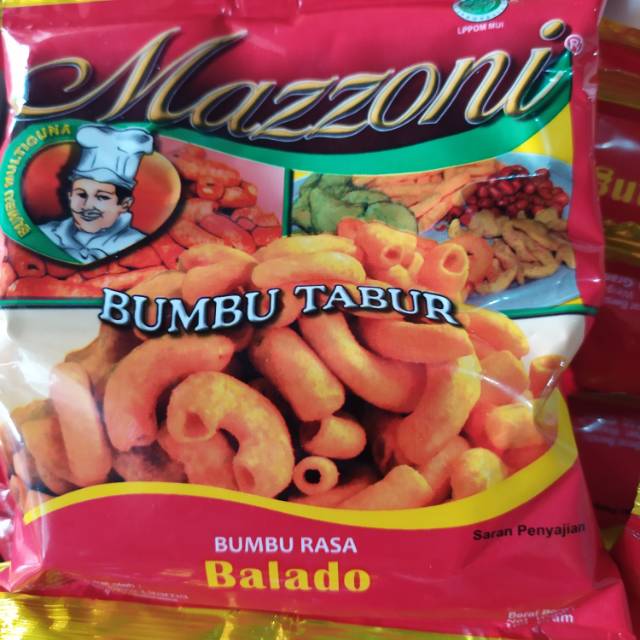 LPPOM MUI
Mazzoni®
BUMBU MULTIGUNA
BUMBU TABUR
Saran Penyajian
BUMBU RASA
Balado